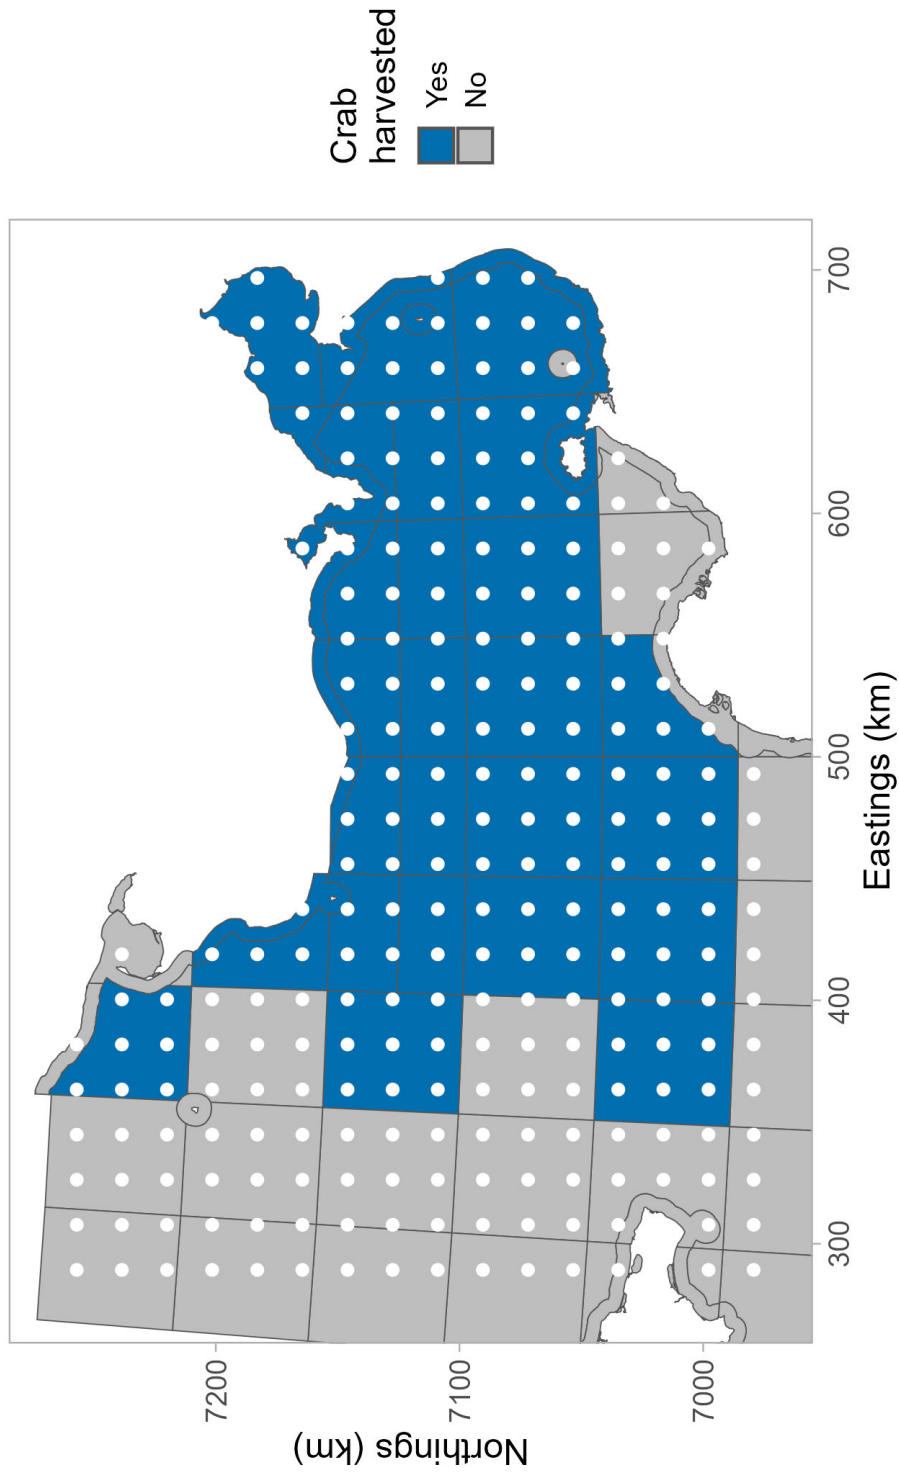 Crab
harvested
Yes
No
300
400
500
600
700
Eastings (km)
7000
7100
7200
Northings (km)